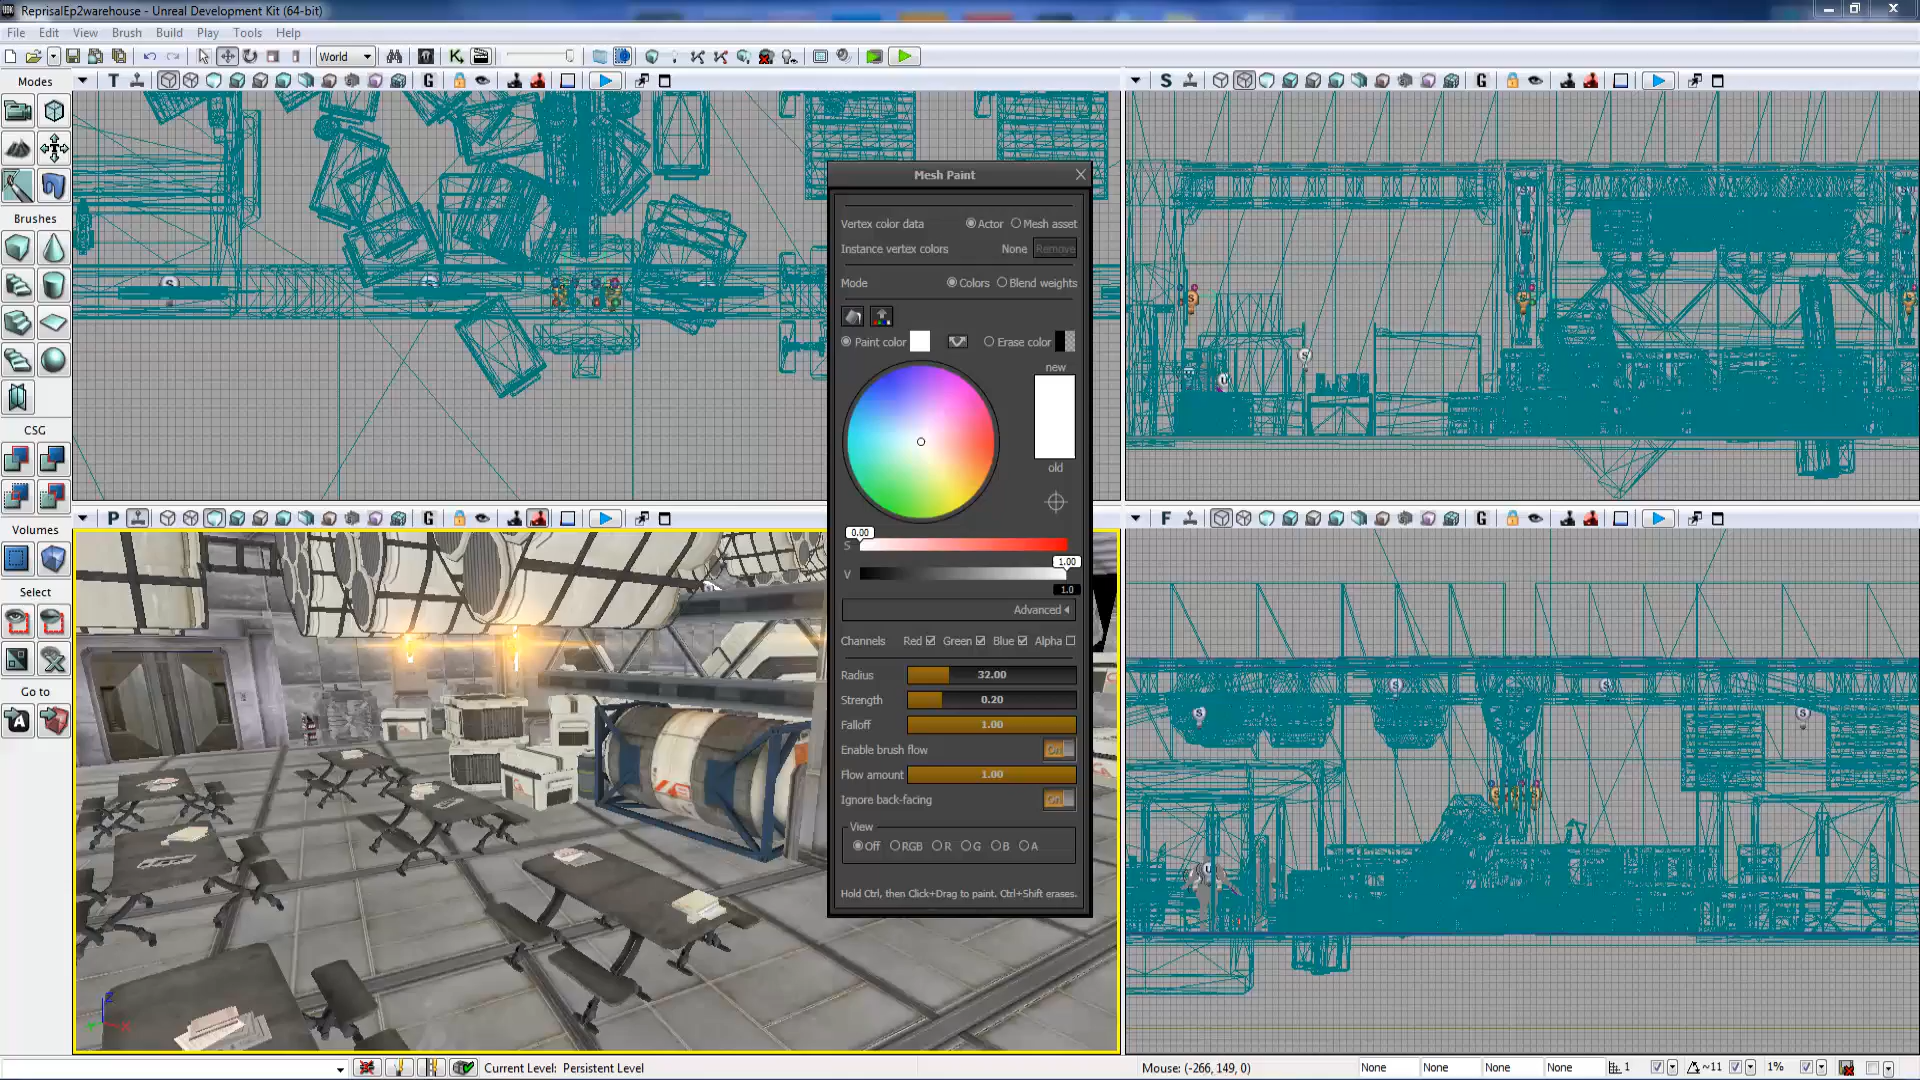 ReprisalEp2warehouse - Unreal Development Kit (64-bit)
File Edit View Brush Build Play Tools Help
World
Modes
T G
S G
Brushes
CSG
Volumes
Select
Go to
P G
F G
Mesh Paint
Vertex color data Actor Mesh asset
Instance vertex colors None Remove
Mode Colors Blend weights
Paint color Erase color
new
old
0.00
S
1.00
V
1.0
Advanced
Channels Red Green Blue Alpha
Radius 32.00
Strength 0.20
Falloff 1.00
Enable brush flow On
Flow amount 1.00
Ignore back-facing On
View
Off RGB R G B A
Hold Ctrl, then Click+Drag to paint. Ctrl+Shift erases.
Current Level: Persistent Level
Mouse: (-266, 149, 0)
None None None None 1 ~11 1%